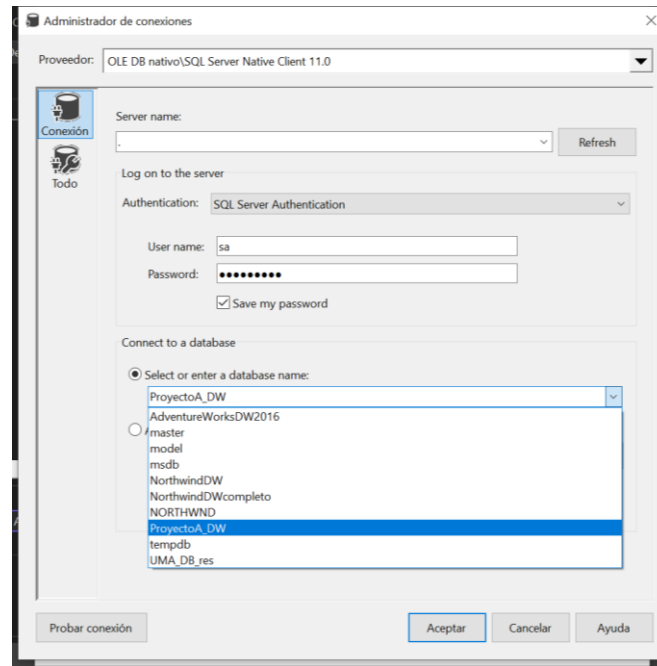 Administrador de conexiones
Proveedor: OLE DB nativo\SQL Server Native Client 11.0
Conexión
Todo
Server name:
.
Refresh
Log on to the server
Authentication: SQL Server Authentication
User name: sa
Password: •••••••••
Save my password
Connect to a database
Select or enter a database name:
ProyectoA_DW
AdventureWorksDW2016
master
model
msdb
NorthwindDW
NorthwindDWcompleto
NORTHWND
ProyectoA_DW
tempdb
UMA_DB_res
Probar conexión Aceptar Cancelar Ayuda